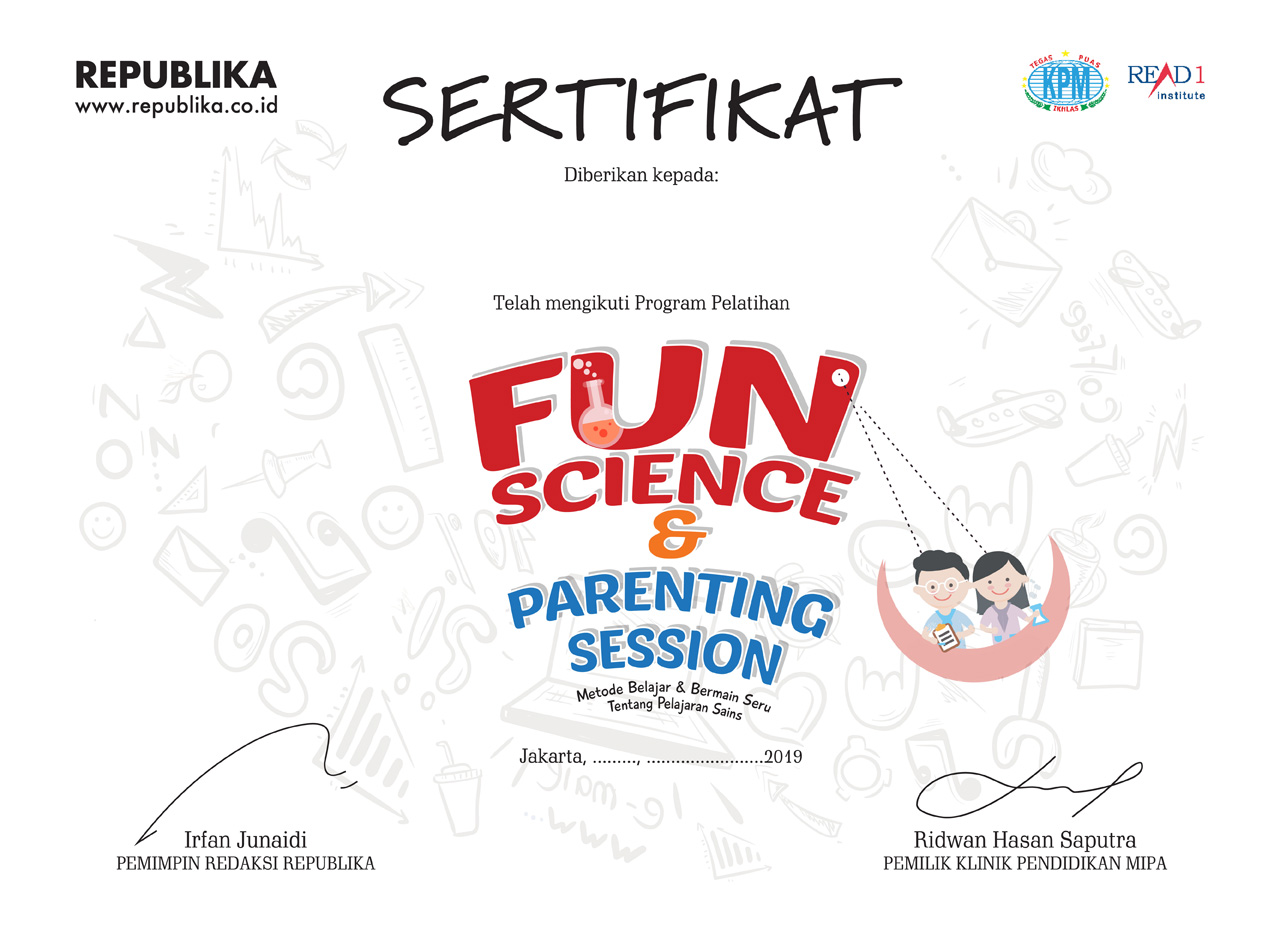 REPUBLIKA
www.republika.co.id
SERTIFIKAT
TEGAS PUAS
KPM
IKHLAS
READ 1
institute
Diberikan kepada:
Telah mengikuti Program Pelatihan
FUN
SCIENCE
&
PARENTING
SESSION
Metode Belajar & Bermain Seru
Tentang Pelajaran Sains
Jakarta, ........., ........................2019
Irfan Junaidi
PEMIMPIN REDAKSI REPUBLIKA
Ridwan Hasan Saputra
PEMILIK KLINIK PENDIDIKAN MIPA